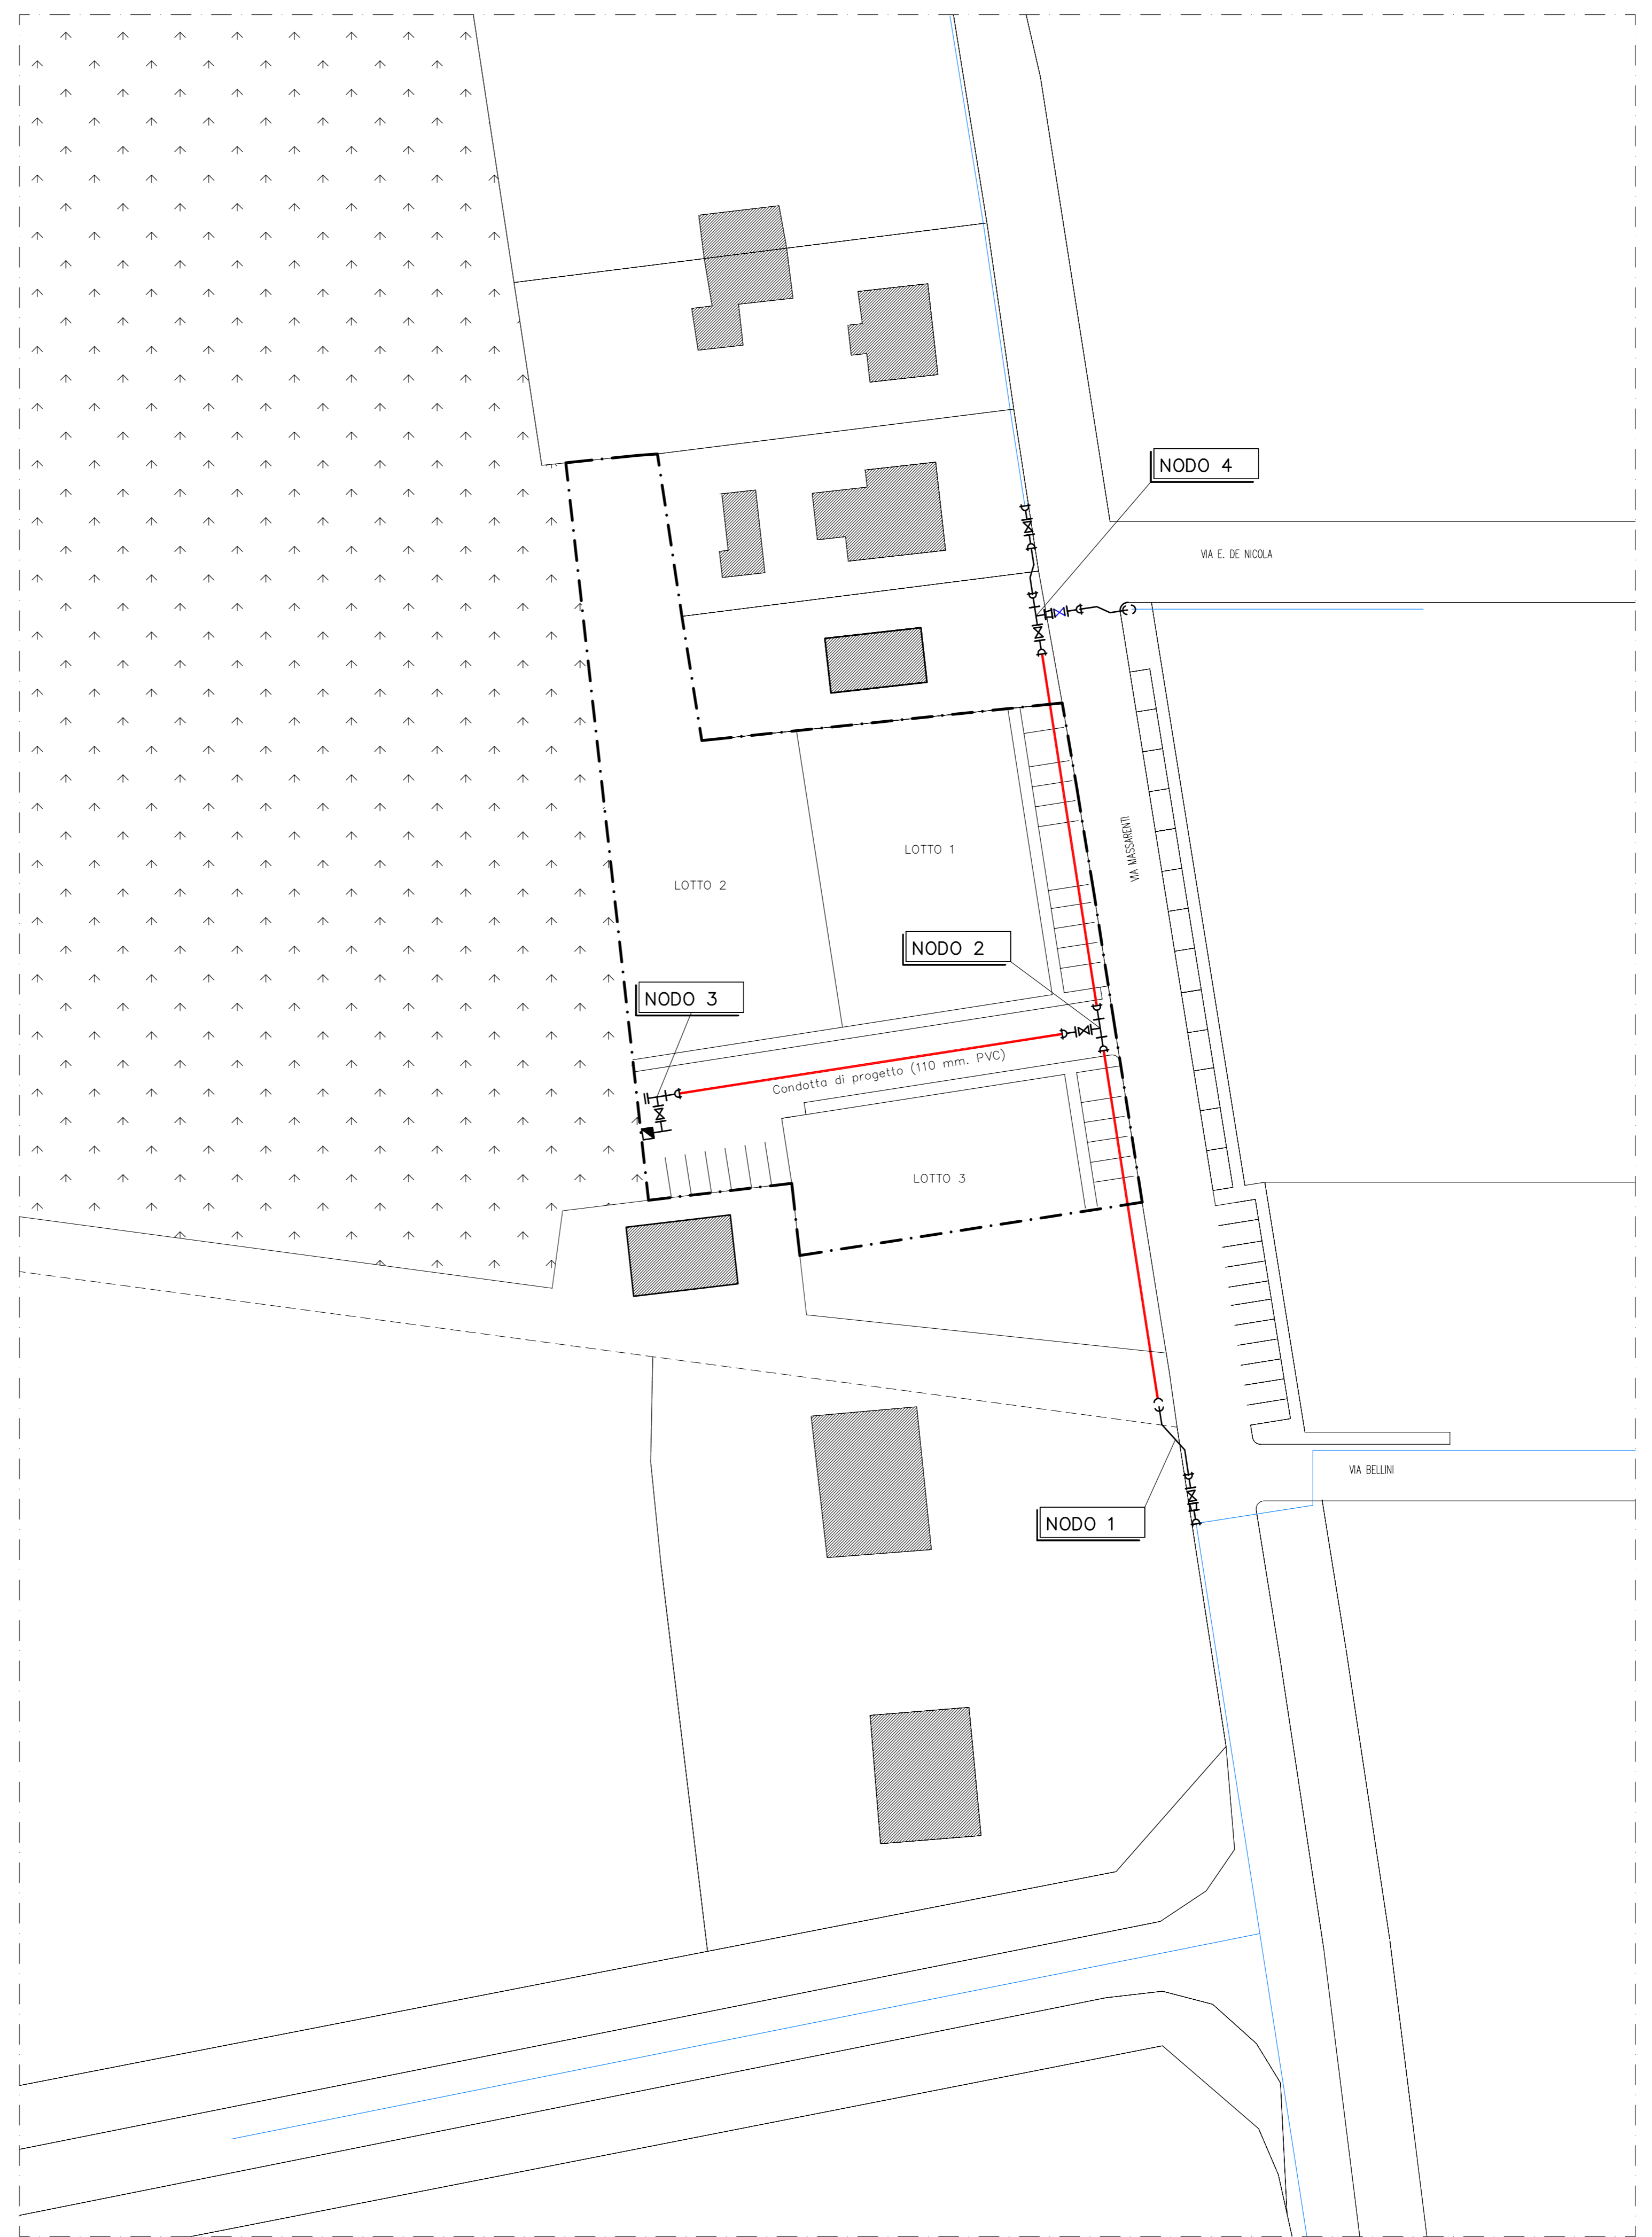 NODO 4
VIA E. DE NICOLA
VIA MASSARENTI
LOTTO 1
LOTTO 2
NODO 2
NODO 3
Condotta di progetto (110 mm. PVC)
LOTTO 3
VIA BELLINI
NODO 1